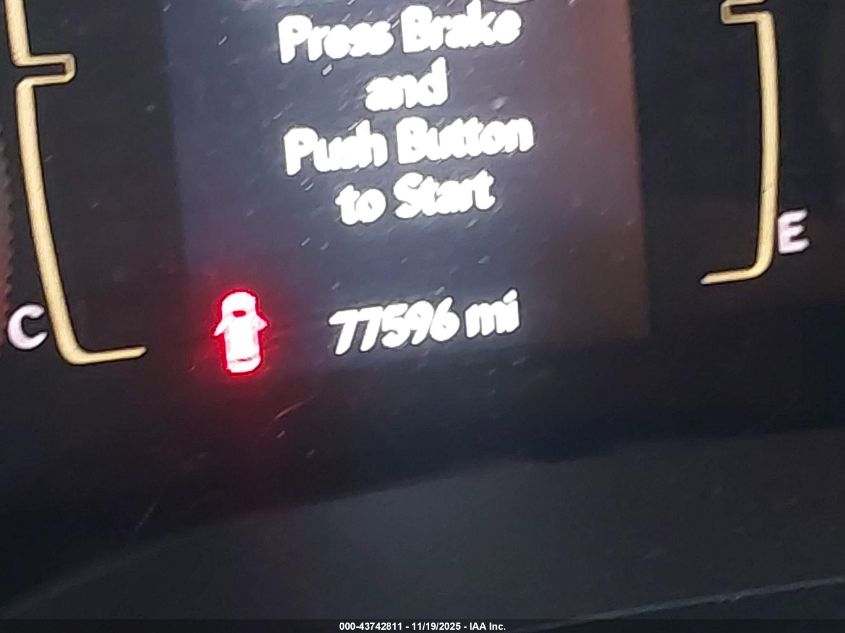 Press Brake
and
Push Button
to Start
E
C
77596 mi
000-43742811 - 11/19/2025 - IAA Inc.